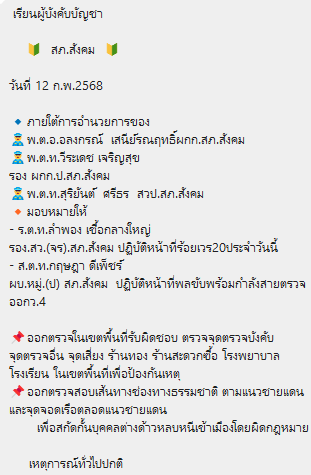 เรียนผู้บังคับบัญชา
🔰 สภ.สังคม 🔰
วันที่ 12 ก.พ.2568
🔹ภายใต้การอำนวยการของ
👮พ.ต.อ.อลงกรณ์ เสนีย์รณฤทธิ์ผกก.สภ.สังคม
👮พ.ต.ท.วีระเดช เจริญสุข
รอง ผกก.ป.สภ.สังคม
👮พ.ต.ท.สุริยันต์ ศรีธร สวป.สภ.สังคม
🔸มอบหมายให้
- ร.ต.ท.ลำพอง เชื้อกลางใหญ่
รอง.สว.(จร).สภ.สังคม ปฏิบัติหน้าที่ร้อยเวร20ประจำวันนี้
- ส.ต.ท.กฤษฎา ดีเพ็ชร์
ผบ.หมู่.(ป) สภ.สังคม ปฏิบัติหน้าที่พลขับพร้อมกำลังสายตรวจ
ออกว.4
📌ออกตรวจในเขตพื้นที่รับผิดชอบ ตรวจจุดตรวจบังคับ
จุดตรวจอื่น จุดเสี่ยง ร้านทอง ร้านสะดวกซื้อ โรงพยาบาล
โรงเรียน ในเขตพื้นที่เพื่อป้องกันเหตุ
📌ออกตรวจสอบเส้นทางช่องทางธรรมชาติ ตามแนวชายแดน
และจุดจอดเรือตลอดแนวชายแดน
เพื่อสกัดกั้นบุคคลต่างด้าวหลบหนีเข้าเมืองโดยผิดกฎหมาย
เหตุการณ์ทั่วไปปกติ